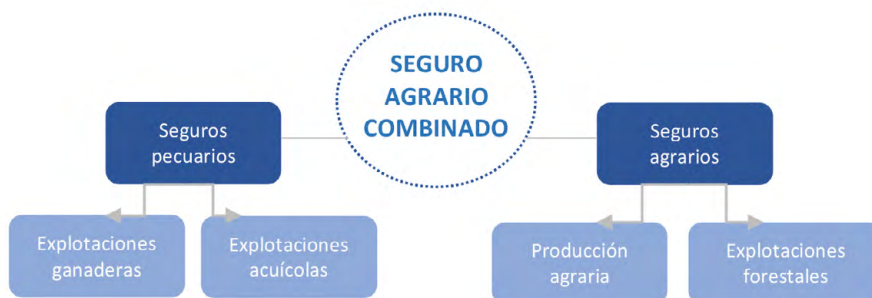 SEGURO
AGRARIO
COMBINADO
Seguros
pecuarios
Seguros
agrarios
Explotaciones
ganaderas
Explotaciones
acuícolas
Producción
agraria
Explotaciones
forestales